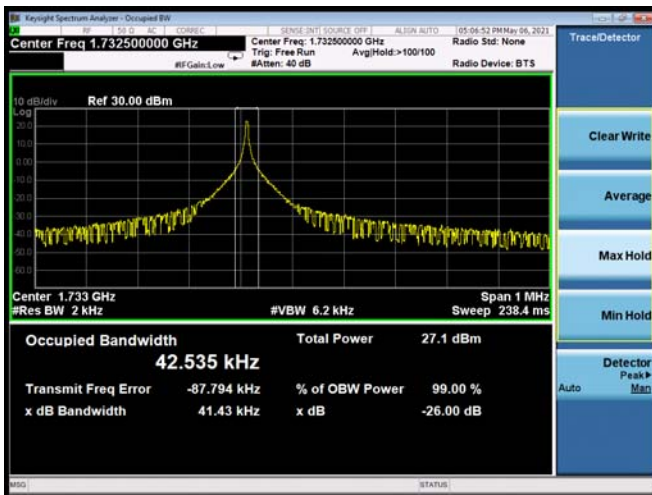 Keysight Spectrum Analyzer - Occupied BW
RF 50 Ω AC CORREC SENSE:INT SOURCE OFF ALIGN AUTO 05:06:52 PM May 06, 2021
Center Freq 1.732500000 GHz
Center Freq: 1.732500000 GHz
Radio Std: None
Trig: Free Run Avg|Hold:>100/100
#IFGain:Low #Atten: 40 dB
Radio Device: BTS
10 dB/div Ref 30.00 dBm
Log
20.0
10.0
0.00
-10.0
-20.0
-30.0
-40.0
-50.0
-60.0
Center 1.733 GHz
Span 1 MHz
#Res BW 2 kHz
#VBW 6.2 kHz
Sweep 238.4 ms
Occupied Bandwidth
Total Power 27.1 dBm
42.535 kHz
Transmit Freq Error -87.794 kHz
% of OBW Power 99.00 %
x dB Bandwidth 41.43 kHz
x dB -26.00 dB
MSG
STATUS
Trace/Detector
Clear Write
Average
Max Hold
Min Hold
Detector
Peak▶
Auto Man